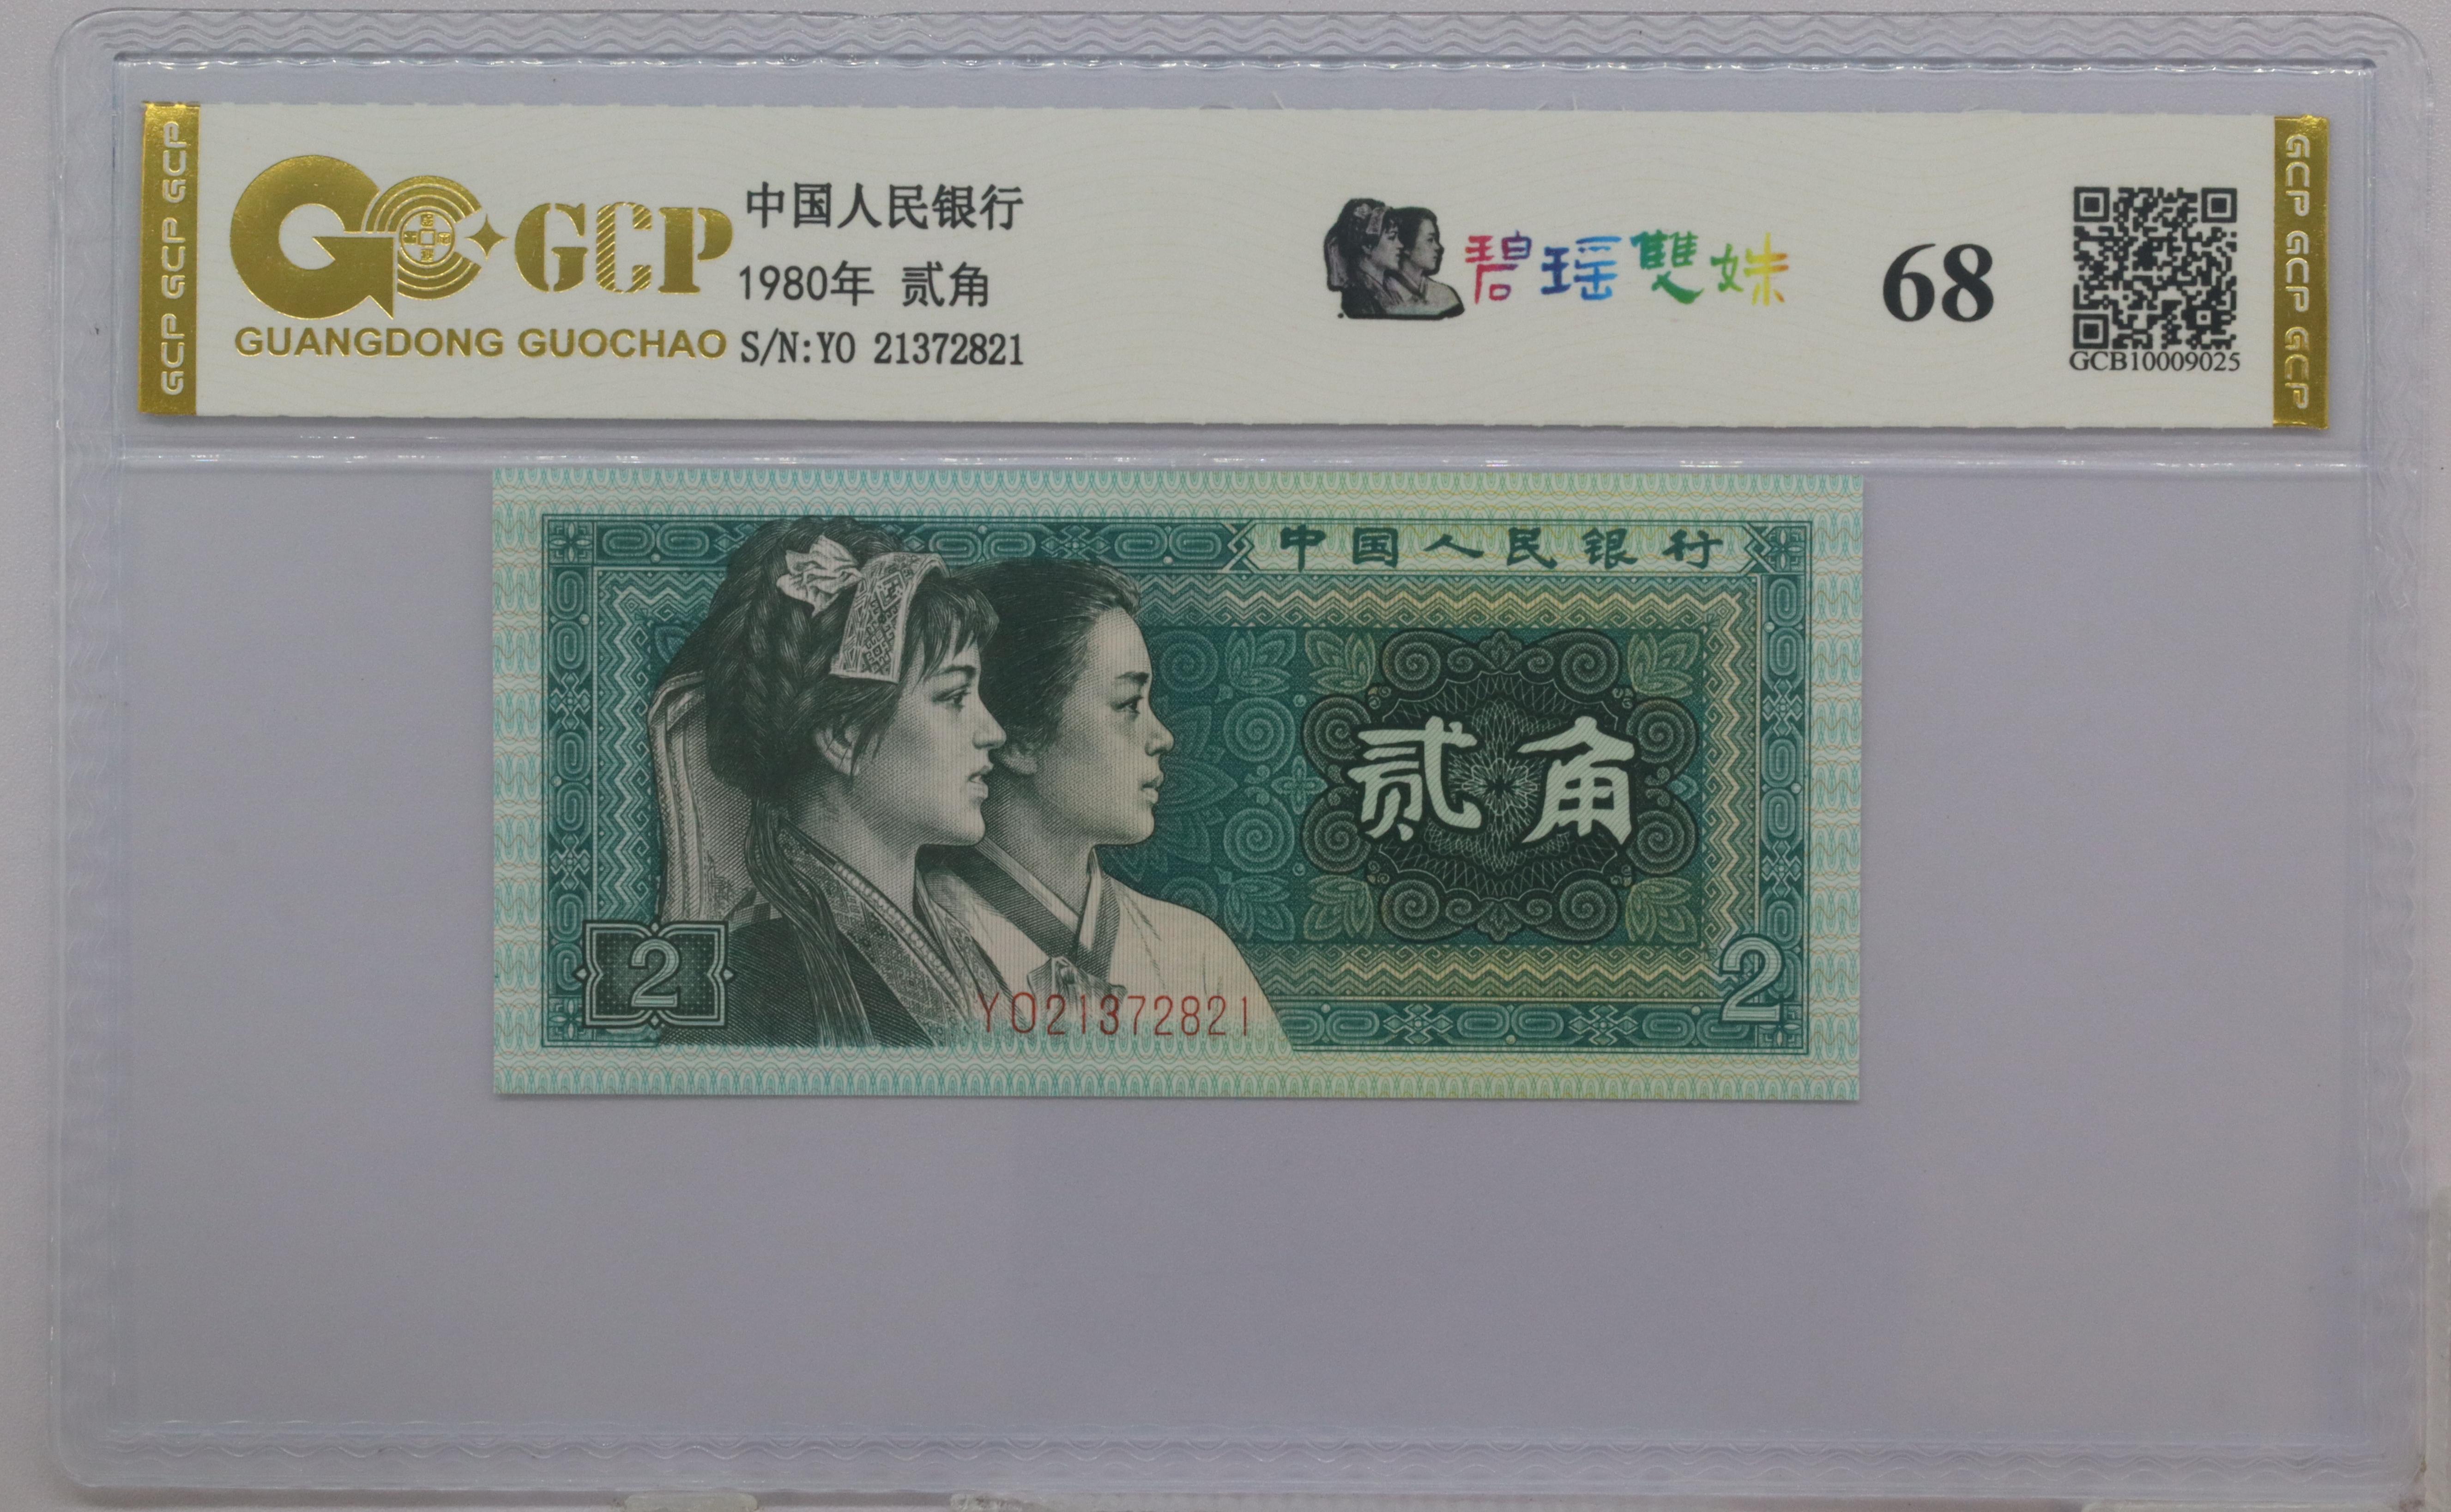 GCP GCP GCP
GCP
GUANGDONG GUOCHAO
中国人民银行
1980年 贰角
S/N:YO 21372821
碧瑶雙姝
68
GCB10009025
GCP GCP GCP
中国人民银行
贰角
2
2
YO21372821